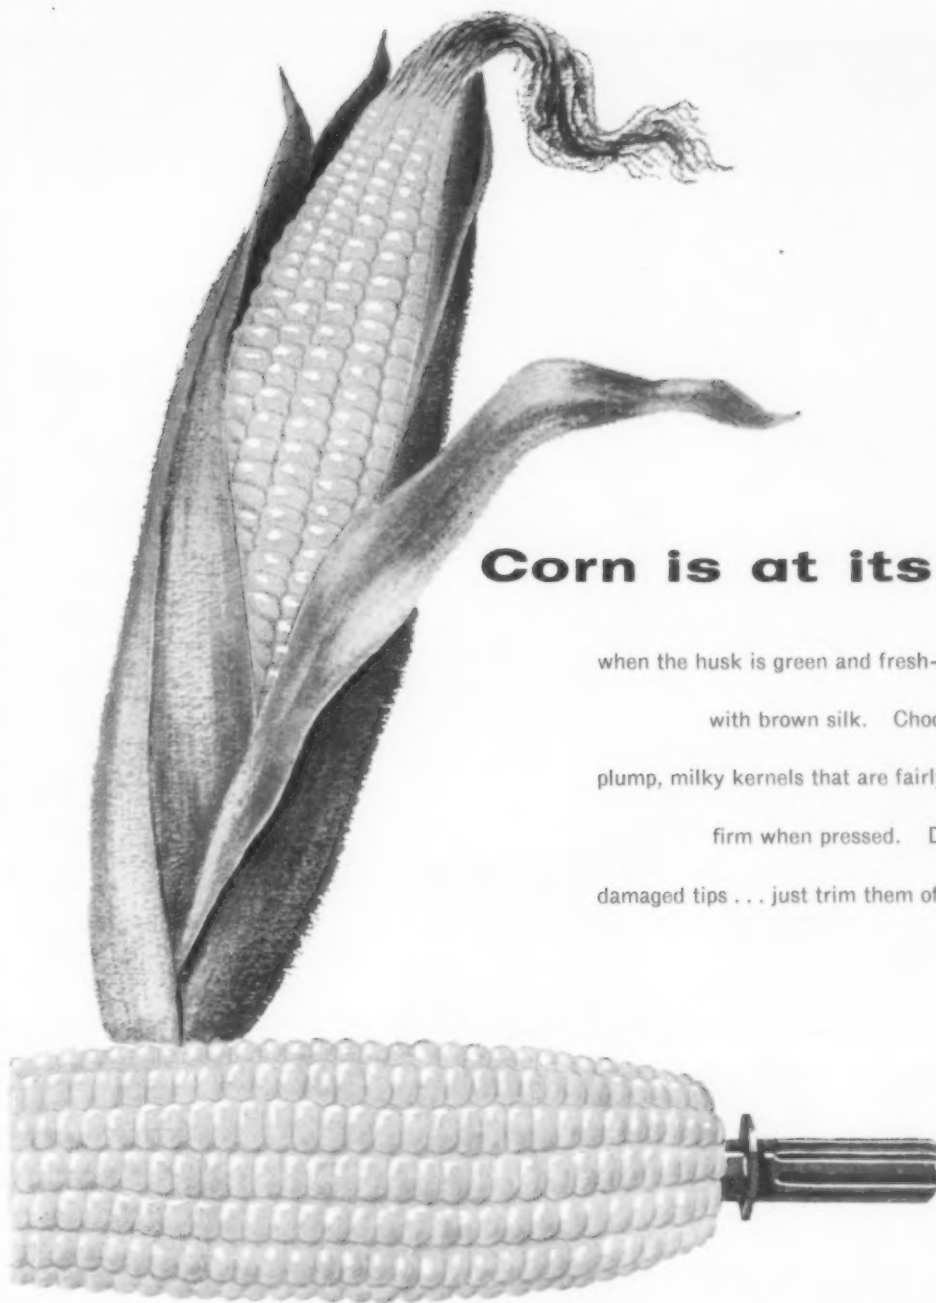 Corn is at its
when the husk is green and fresh-
with brown silk. Choo
plump, milky kernels that are fairl
firm when pressed. D
damaged tips . . . just trim them of